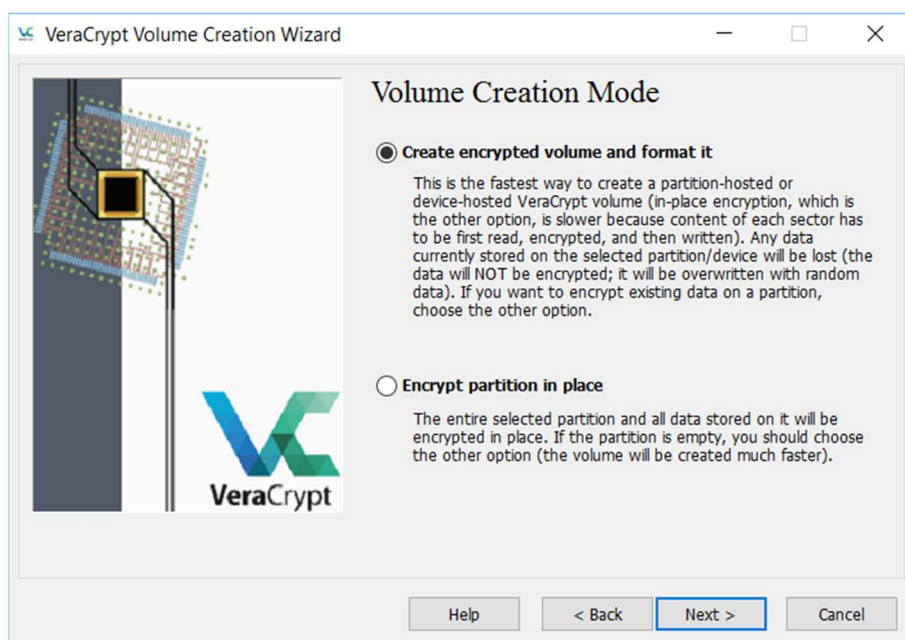 VeraCrypt Volume Creation Wizard
Volume Creation Mode
Create encrypted volume and format it
This is the fastest way to create a partition-hosted or
device-hosted VeraCrypt volume (in-place encryption, which is
the other option, is slower because content of each sector has
to be first read, encrypted, and then written). Any data
currently stored on the selected partition/device will be lost (the
data will NOT be encrypted; it will be overwritten with random
data). If you want to encrypt existing data on a partition,
choose the other option.
Encrypt partition in place
The entire selected partition and all data stored on it will be
encrypted in place. If the partition is empty, you should choose
the other option (the volume will be created much faster).
VeraCrypt
Help
< Back
Next >
Cancel